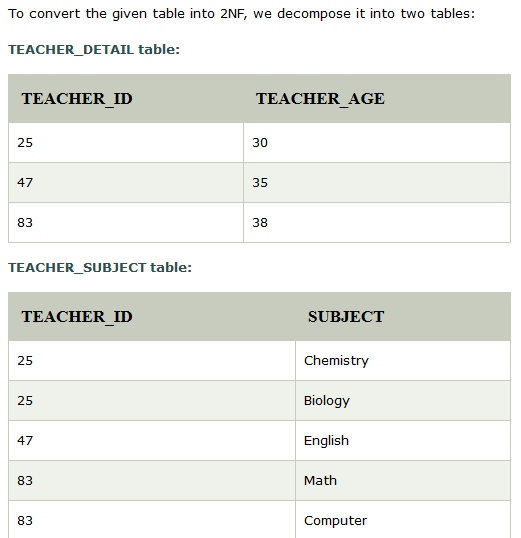 To convert the given table into 2NF, we decompose it into two tables:
TEACHER_DETAIL table:
TEACHER_ID TEACHER_AGE
25 30
47 35
83 38
TEACHER_SUBJECT table:
TEACHER_ID SUBJECT
25 Chemistry
25 Biology
47 English
83 Math
83 Computer